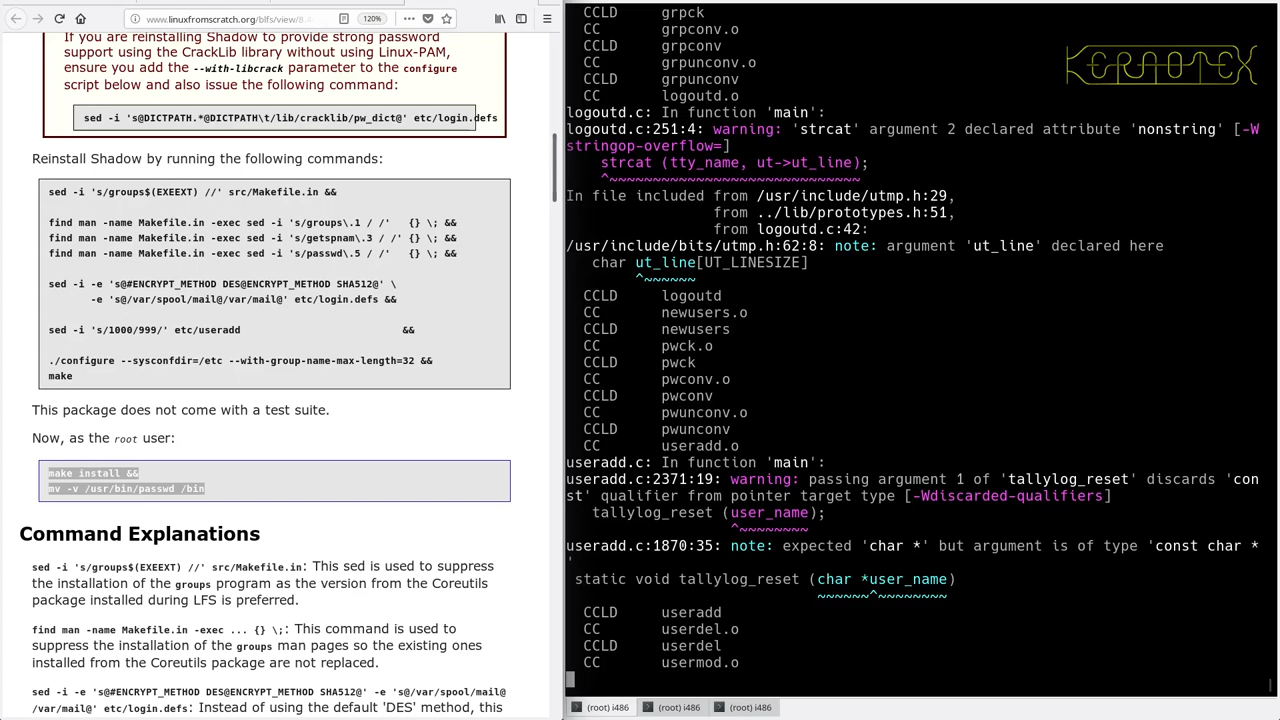 www.linuxfromscratch.org/blfs/view/8.4
120%
If you are reinstalling Shadow to provide strong password
support using the CrackLib library without using Linux-PAM,
ensure you add the --with-libcrack parameter to the configure
script below and also issue the following command:
sed -i 's@DICTPATH.*@DICTPATH\t/lib/cracklib/pw_dict@' etc/login.defs
Reinstall Shadow by running the following commands:
sed -i 's/groups$(EXEEXT) //' src/Makefile.in &&
find man -name Makefile.in -exec sed -i 's/groups\.1 / /'   {} \; &&
find man -name Makefile.in -exec sed -i 's/getspnam\.3 / /' {} \; &&
find man -name Makefile.in -exec sed -i 's/passwd\.5 / /'   {} \; &&
sed -i -e 's@#ENCRYPT_METHOD DES@ENCRYPT_METHOD SHA512@' \
-e 's@/var/spool/mail@/var/mail@' etc/login.defs &&
sed -i 's/1000/999/' etc/useradd &&
./configure --sysconfdir=/etc --with-group-name-max-length=32 &&
make
This package does not come with a test suite.
Now, as the root user:
make install &&
mv -v /usr/bin/passwd /bin
Command Explanations
sed -i 's/groups$(EXEEXT) //' src/Makefile.in: This sed is used to suppress
the installation of the groups program as the version from the Coreutils
package installed during LFS is preferred.
find man -name Makefile.in -exec ... {} \;: This command is used to
suppress the installation of the groups man pages so the existing ones
installed from the Coreutils package are not replaced.
sed -i -e 's@#ENCRYPT_METHOD DES@ENCRYPT_METHOD SHA512@' -e 's@/var/spool/mail@
/var/mail@' etc/login.defs: Instead of using the default 'DES' method, this
CCLD grpck
CC grpconv.o
CCLD grpconv
CC grpunconv.o
CCLD grpunconv
CC logoutd.o
logoutd.c: In function 'main':
logoutd.c:251:4: warning: 'strcat' argument 2 declared attribute 'nonstring' [-W
stringop-overflow=]
strcat (tty_name, ut->ut_line);
^~~~~~~~~~~~~~~~~~~~~~~~~~~~~~
In file included from /usr/include/utmp.h:29,
from ../lib/prototypes.h:51,
from logoutd.c:42:
/usr/include/bits/utmp.h:62:8: note: argument 'ut_line' declared here
char ut_line[UT_LINESIZE]
^~~~~~~
CCLD logoutd
CC newusers.o
CCLD newusers
CC pwck.o
CCLD pwck
CC pwconv.o
CCLD pwconv
CC pwunconv.o
CCLD pwunconv
CC useradd.o
useradd.c: In function 'main':
useradd.c:2371:19: warning: passing argument 1 of 'tallylog_reset' discards 'con
st' qualifier from pointer target type [-Wdiscarded-qualifiers]
tallylog_reset (user_name);
^~~~~~~~~
useradd.c:1870:35: note: expected 'char *' but argument is of type 'const char *
'
static void tallylog_reset (char *user_name)
~~~~~~^~~~~~~~~
CCLD useradd
CC userdel.o
CCLD userdel
CC usermod.o
(root) i486
(root) i486
(root) i486